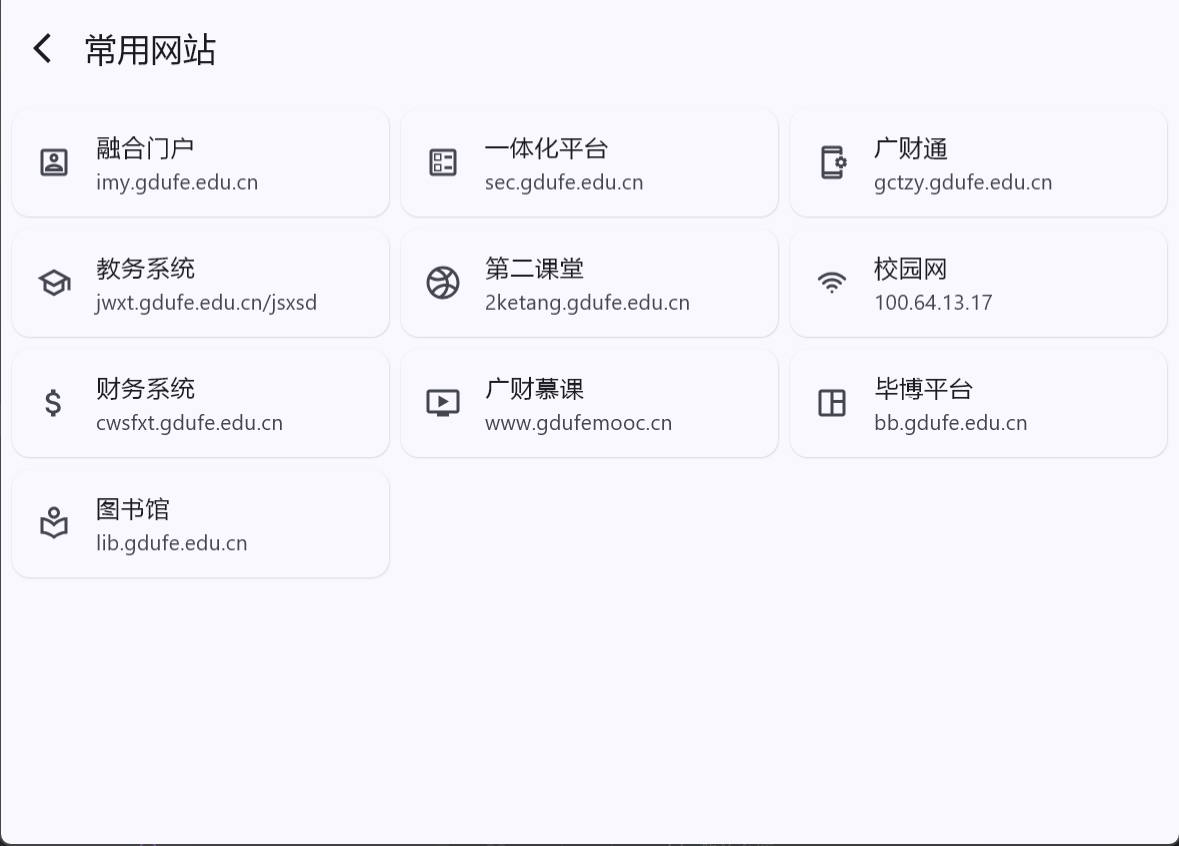 常用网站
融合门户
imy.gdufe.edu.cn
一体化平台
sec.gdufe.edu.cn
广财通
gctzy.gdufe.edu.cn
教务系统
jwxt.gdufe.edu.cn/jsxsd
第二课堂
2ketang.gdufe.edu.cn
校园网
100.64.13.17
财务系统
cwsfxt.gdufe.edu.cn
广财慕课
www.gdufemooc.cn
毕博平台
bb.gdufe.edu.cn
图书馆
lib.gdufe.edu.cn